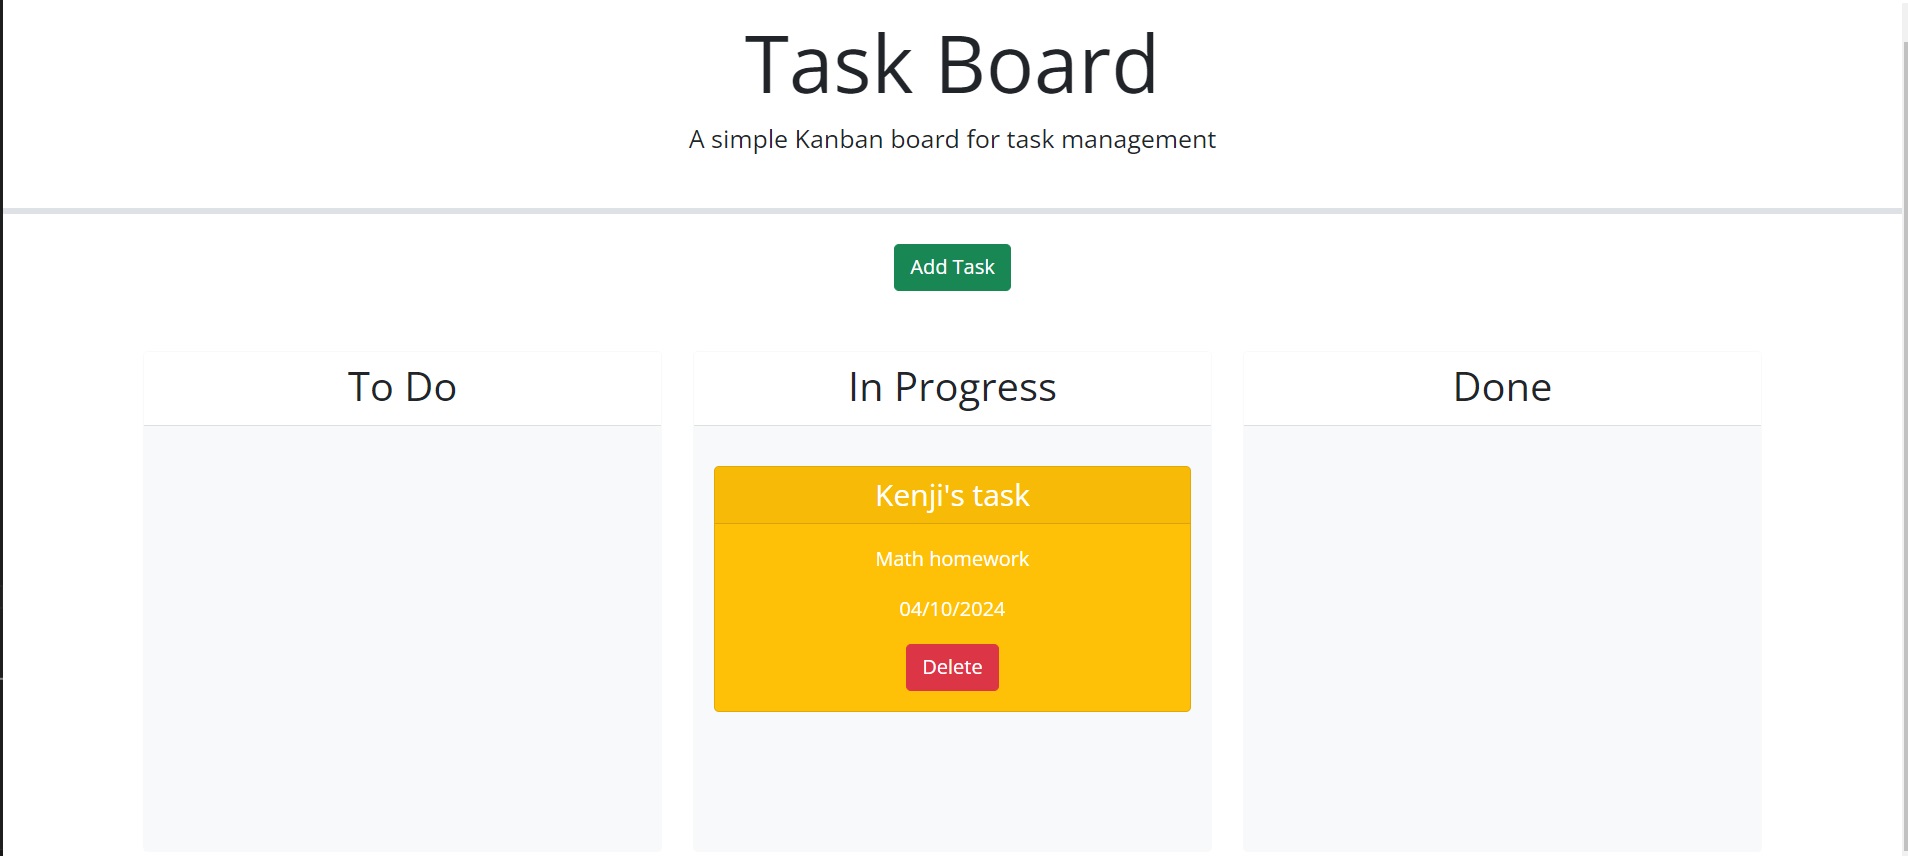 Task Board
A simple Kanban board for task management
Add Task
To Do
In Progress
Done
Kenji's task
Math homework
04/10/2024
Delete